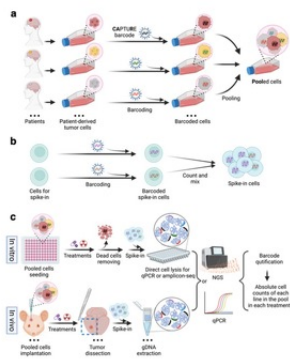 a
CAPTURE
barcode
Barcoding
Pooling
Pooled cells
Patients
Patient-derived
tumor cells
Barcoded cells
b
Cells for
spike-in
Barcoding
Barcoded
spike-in cells
Count and
mix
Spike-in cells
c
In vitro
Pooled cells
seeding
Treatments
Dead cells
removing
Spike-in
Direct cell lysis for
qPCR or amplicon-seq
or
NGS
qPCR
Barcode
qutification
Absolute
cell counts of
each line in the
pool in each
treatment
In vivo
Pooled cells
implantation
Treatments
Tumor
dissection
Spike-in
gDNA
extraction